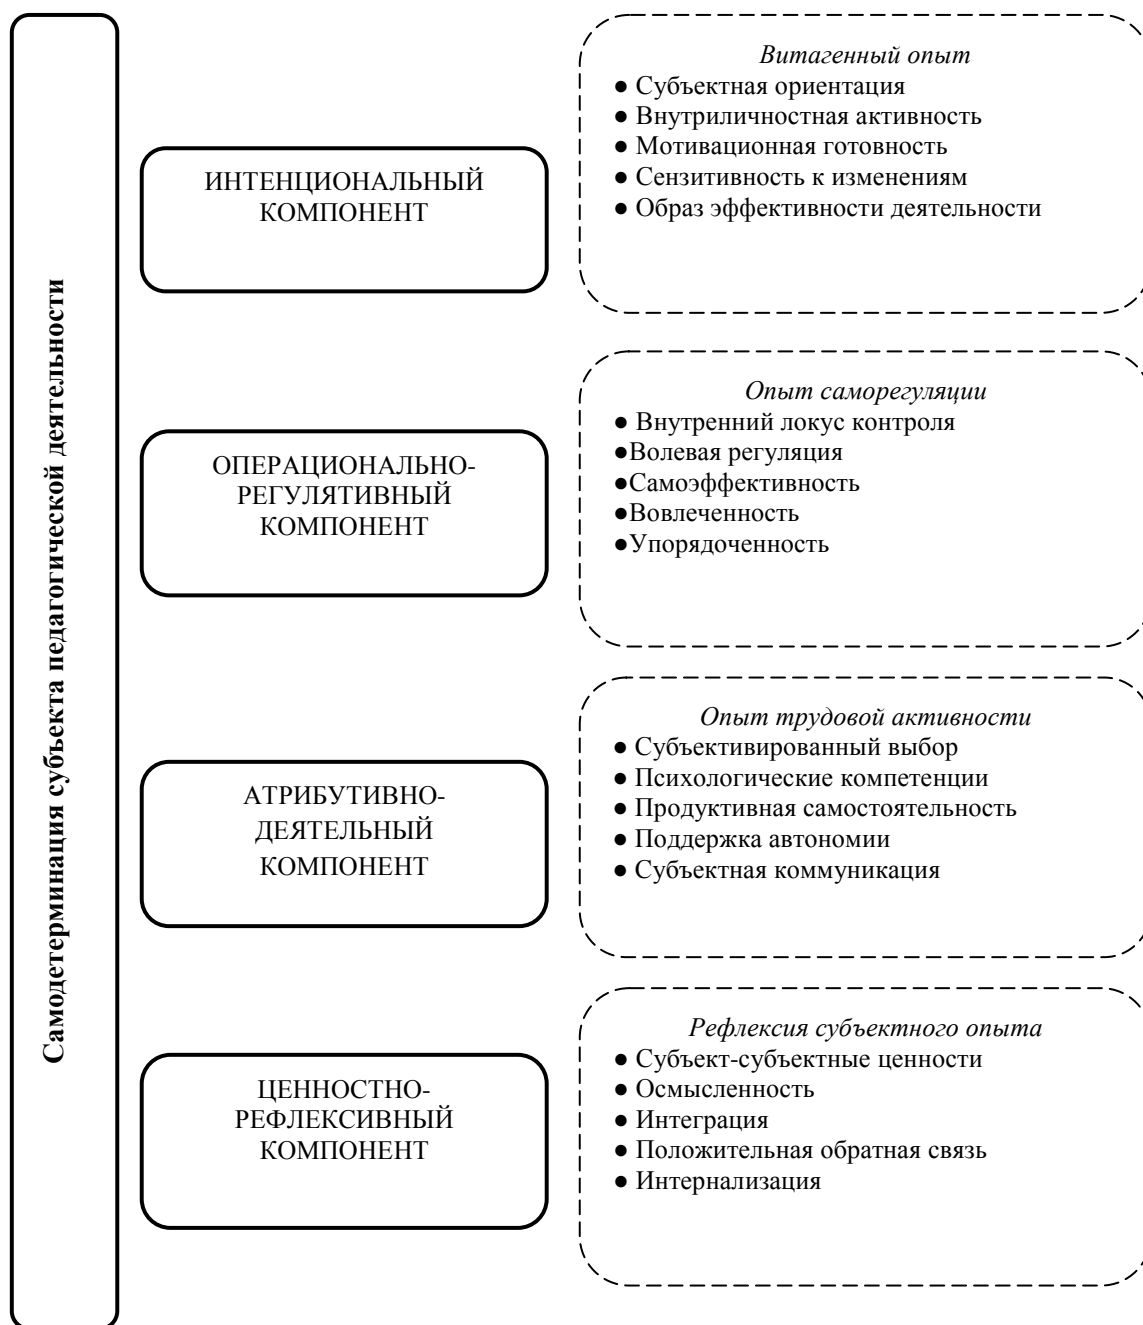 Самодетерминация субъекта педагогической деятельности
ИНТЕНЦИОНАЛЬНЫЙ
КОМПОНЕНТ
Витагенный опыт
● Субъектная ориентация
● Внутриличностная активность
● Мотивационная готовность
● Сензитивность к изменениям
● Образ эффективности деятельности
ОПЕРАЦИОНАЛЬНО-
РЕГУЛЯТИВНЫЙ
КОМПОНЕНТ
Опыт саморегуляции
● Внутренний локус контроля
●Волевая регуляция
●Самоэффективность
●Вовлеченность
●Упорядоченность
АТРИБУТИВНО-
ДЕЯТЕЛЬНЫЙ
КОМПОНЕНТ
Опыт трудовой активности
● Субъективированный выбор
● Психологические компетенции
● Продуктивная самостоятельность
● Поддержка автономии
● Субъектная коммуникация
ЦЕННОСТНО-
РЕФЛЕКСИВНЫЙ
КОМПОНЕНТ
Рефлексия субъектного опыта
● Субъект-субъектные ценности
● Осмысленность
● Интеграция
● Положительная обратная связь
● Интернализация